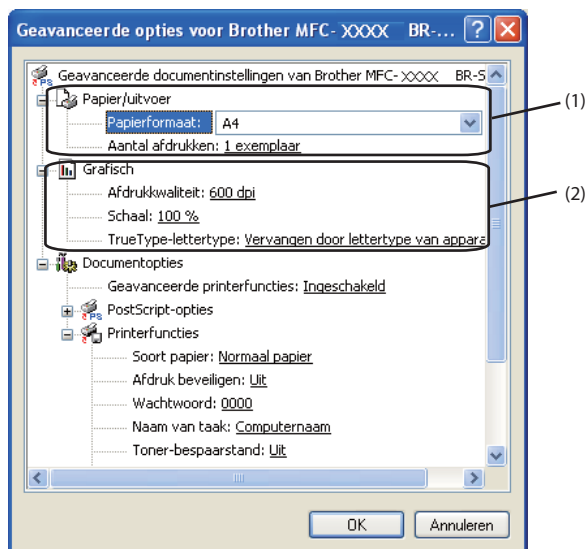 Geavanceerde opties voor Brother MFC- XXXX BR-...
Geavanceerde documentinstellingen van Brother MFC- XXXX BR-S
Papier/uitvoer
Papierformaat: A4
Aantal afdrukken: 1 exemplaar
(1)
Grafisch
Afdrukkwaliteit: 600 dpi
(2)
Schaal: 100 %
TrueType-lettertype: Vervangen door lettertype van appara
Documentopties
Geavanceerde printerfuncties: Ingeschakeld
PostScript-opties
Printerfuncties
Soort papier: Normaal papier
Afdruk beveiligen: Uit
Wachtwoord: 0000
Naam van taak: Computernaam
Toner-bespaarstand: Uit
OK
Annuleren